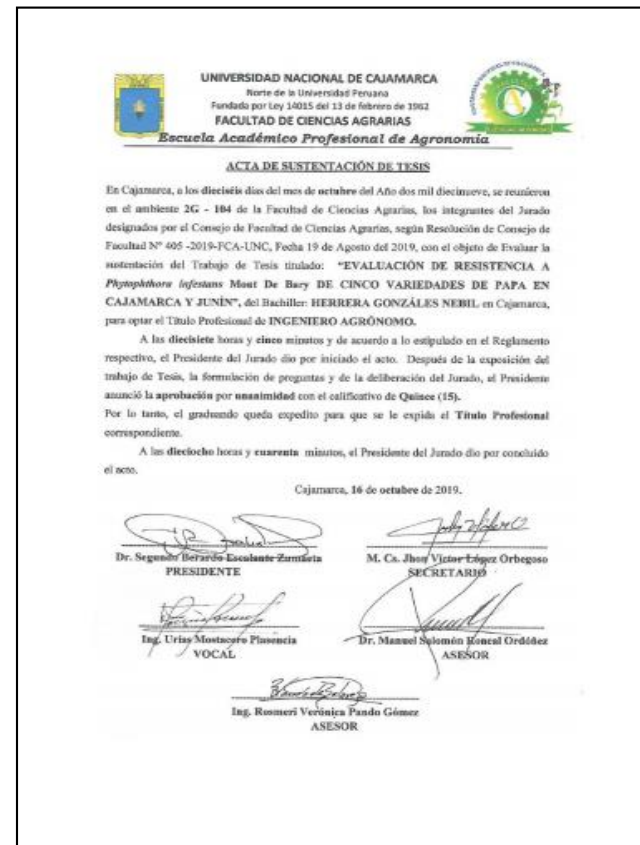 UNIVERSIDAD NACIONAL DE CAJAMARCA
Norte de la Universidad Peruana
Fundada por Ley 14015 del 13 de febrero de 1962
FACULTAD DE CIENCIAS AGRARIAS
Escuela Académico Profesional de Agronomía
ACTA DE SUSTENTACIÓN DE TESIS
En Cajamarca, a los dieciséis días del mes de octubre del Año dos mil diecinueve, se reunieron
en el ambiente 2G - 104 de la Facultad de Ciencias Agrarias, los integrantes del Jurado
designados por el Consejo de Facultad de Ciencias Agrarias, según Resolución de Consejo de
Facultad Nº 405 -2019-FCA-UNC, Fecha 19 de Agosto del 2019, con el objeto de Evaluar la
sustentación del Trabajo de Tesis titulado: "EVALUACIÓN DE RESISTENCIA A
Phytophthora infestans Mont De Bary DE CINCO VARIEDADES DE PAPA EN
CAJAMARCA Y JUNÍN", del Bachiller: HERRERA GONZÁLES NEBIL en Cajamarca,
para optar el Título Profesional de INGENIERO AGRÓNOMO.
A las diecisiete horas y cinco minutos y de acuerdo a lo estipulado en el Reglamento
respectivo, el Presidente del Jurado dio por iniciado el acto. Después de la exposición del
trabajo de Tesis, la formulación de preguntas y de la deliberación del Jurado, el Presidente
anunció la aprobación por unanimidad con el calificativo de Quince (15).
Por lo tanto, el graduando queda expedito para que se le expida el Título Profesional
correspondiente.
A las dieciocho horas y cuarenta minutos, el Presidente del Jurado dio por concluido
el acto.
Cajamarca, 16 de octubre de 2019.
Dr. Segundo Berardo Escalante Zumaeta
PRESIDENTE
M. Cs. Jhon Víctor López Orbegoso
SECRETARIO
Ing. Urías Mostacero Plasencia
VOCAL
Dr. Manuel Salomón Roncal Ordóñez
ASESOR
Ing. Rosmeri Verónica Pando Gómez
ASESOR